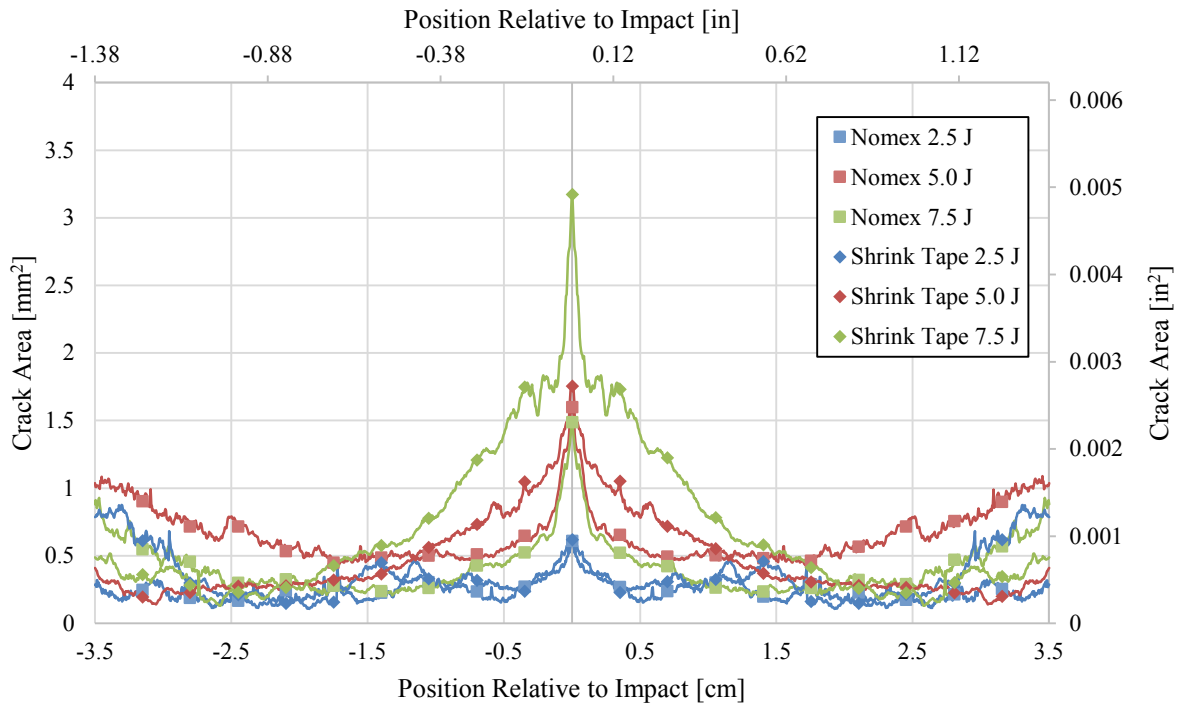 Position Relative to Impact [in]
-1.38 -0.88 -0.38 0.12 0.62 1.12
4
3.5
3
2.5
2
1.5
1
0.5
0
Crack Area [mm²]
Nomex 2.5 J
Nomex 5.0 J
Nomex 7.5 J
Shrink Tape 2.5 J
Shrink Tape 5.0 J
Shrink Tape 7.5 J
0.006
0.005
0.004
0.003
0.002
0.001
0
Crack Area [in²]
-3.5 -2.5 -1.5 -0.5 0.5 1.5 2.5 3.5
Position Relative to Impact [cm]